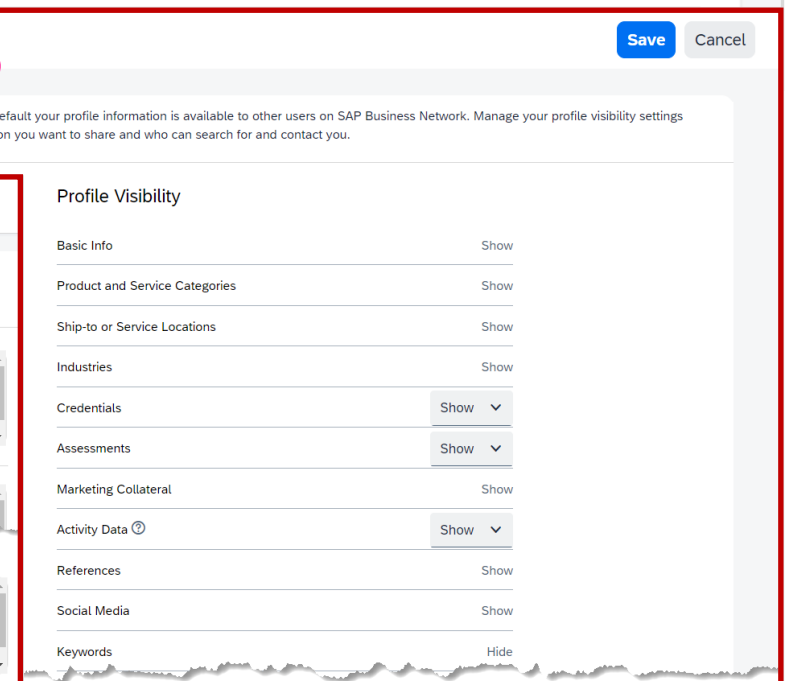 Save Cancel
efault your profile information is available to other users on SAP Business Network. Manage your profile visibility settings
on you want to share and who can search for and contact you.
Profile Visibility
Basic Info Show
Product and Service Categories Show
Ship-to or Service Locations Show
Industries Show
Credentials Show
Assessments Show
Marketing Collateral Show
Activity Data ? Show
References Show
Social Media Show
Keywords Hide